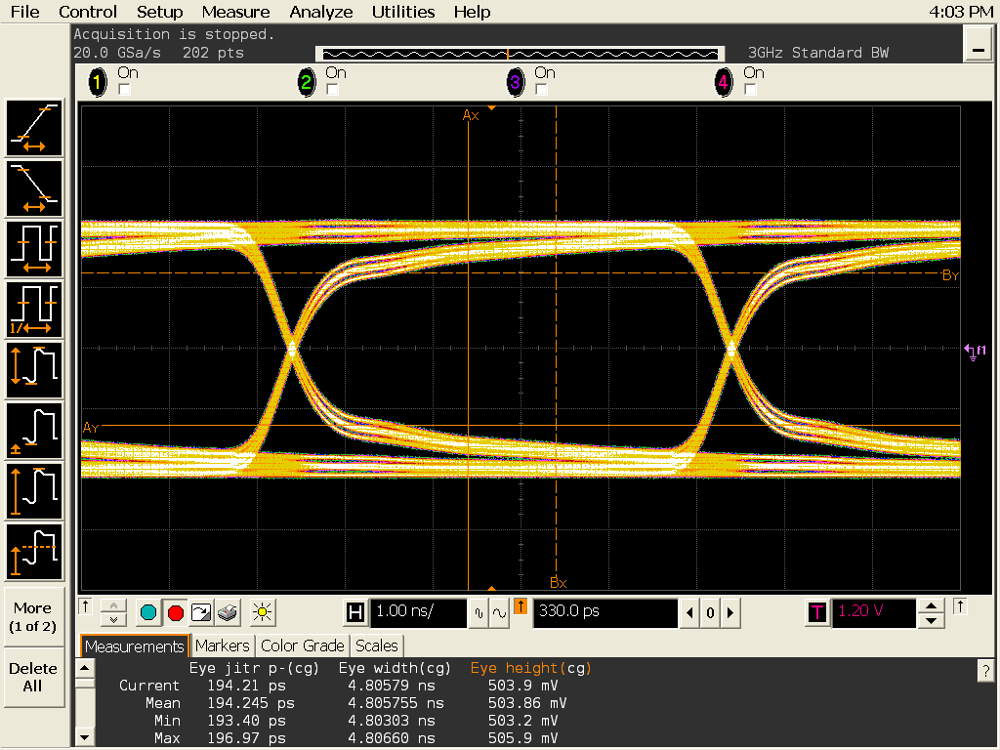 File Control Setup Measure Analyze Utilities Help 4:03 PM
Acquisition is stopped.
20.0 GSa/s 202 pts 3GHz Standard BW
1 On 2 On 3 On 4 On
Ax
By
f1
Ay
1/
Bx
More
(1 of 2)
Delete
All
H 1.00 ns/ 330.0 ps 0 T 1.20 V
Measurements Markers Color Grade Scales
Eye jitr p-(cg) Eye width(cg) Eye height(cg) ?
Current 194.21 ps 4.80579 ns 503.9 mV
Mean 194.245 ps 4.805755 ns 503.86 mV
Min 193.40 ps 4.80303 ns 503.2 mV
Max 196.97 ps 4.80660 ns 505.9 mV